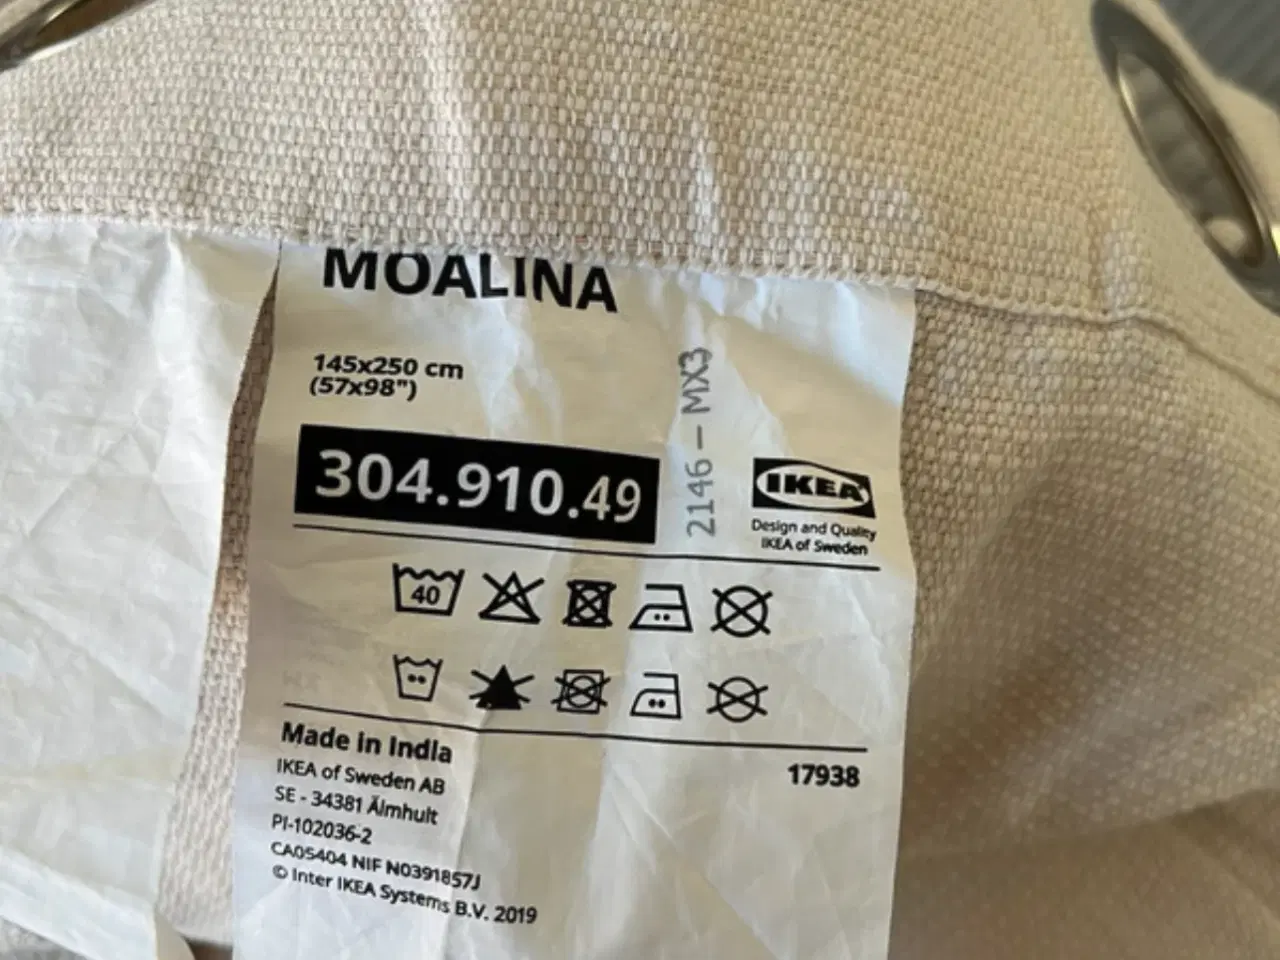 MOALINA
145x250 cm
(57x98")
304.910.49
2146 – MX3
IKEA
Design and Quality
IKEA of Sweden
40
Made in India
17938
IKEA of Sweden AB
SE - 34381 Älmhult
PI-102036-2
CA05404 NIF N0391857J
© Inter IKEA Systems B.V. 2019